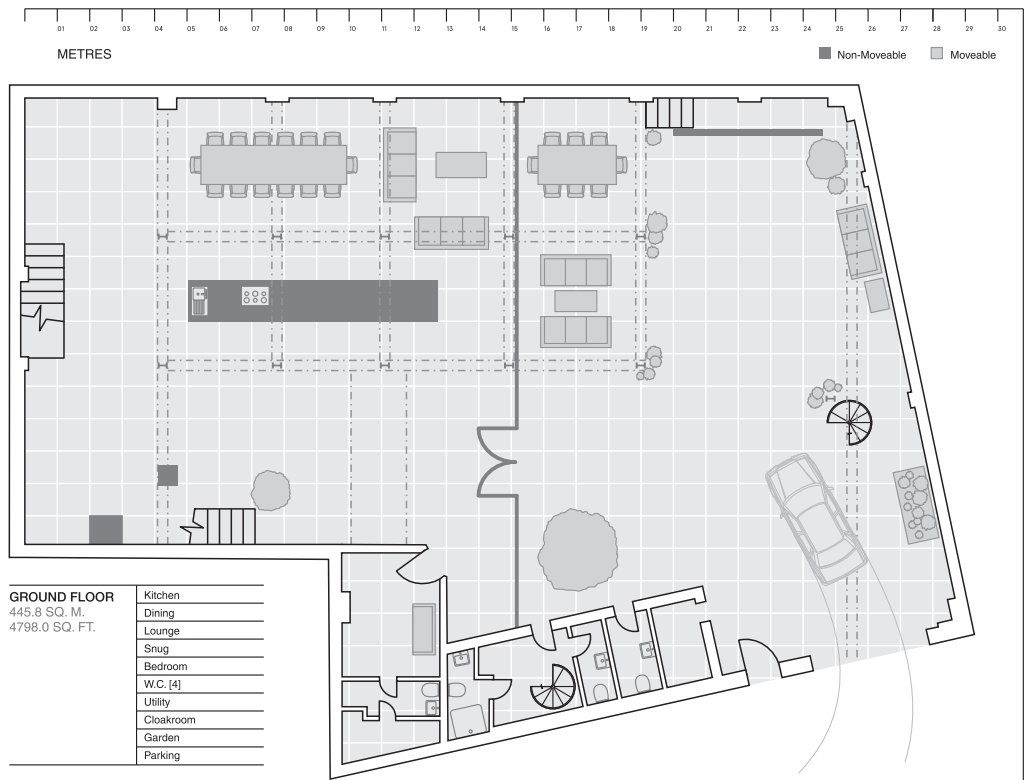 01 02 03 04 05 06 07 08 09 10 11 12 13 14 15 16 17 18 19 20 21 22 23 24 25 26 27 28 29 30
METRES
Non-Moveable Moveable
GROUND FLOOR
445.8 SQ. M.
4798.0 SQ. FT.
Kitchen
Dining
Lounge
Snug
Bedroom
W.C. [4]
Utility
Cloakroom
Garden
Parking